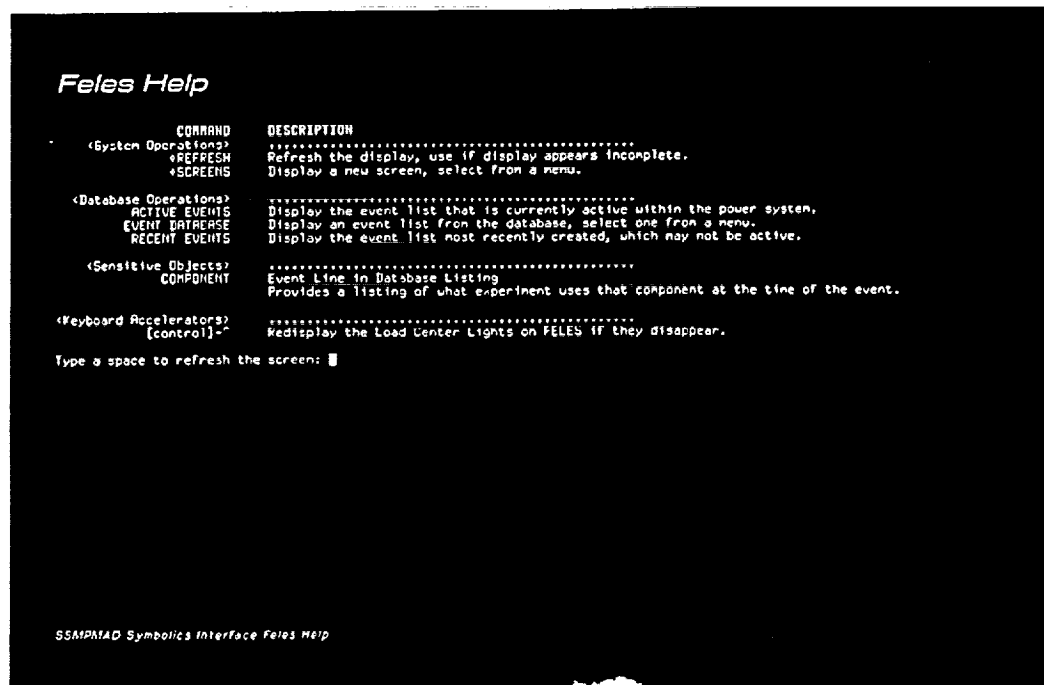 Feles Help
COMMAND DESCRIPTION
<System Operations> ****************************************************
*REFRESH Refresh the display, use if display appears incomplete.
*SCREENS Display a new screen, select from a menu.
<Database Operations> ****************************************************
ACTIVE EVENTS Display the event list that is currently active within the power system.
EVENT DATABASE Display an event list from the database, select one from a menu.
RECENT EVENTS Display the event list most recently created, which may not be active.
<Sensitive Objects> ****************************************************
COMPONENT Event Line in Database Listing
Provides a listing of what experiment uses that component at the time of the event.
<Keyboard Accelerators> ****************************************************
[control]-^ Redisplay the Load Center Lights on FELES if they disappear.
Type a space to refresh the screen:
SSMPMAD Symbolics Interface Feles Help